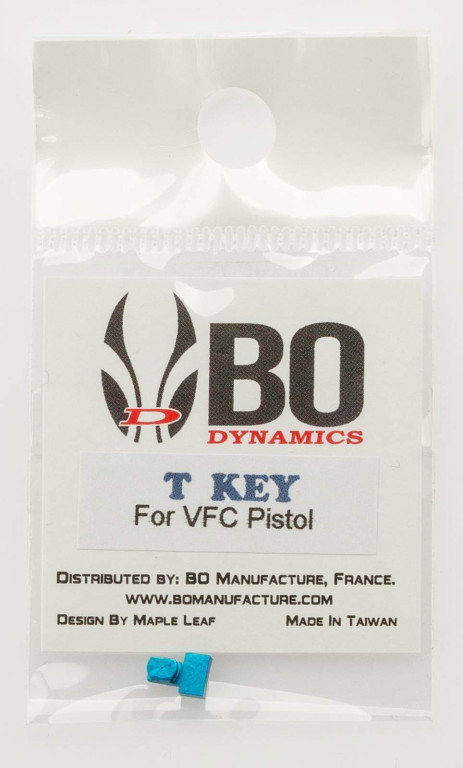 BO
D
DYNAMICS
T KEY
For VFC Pistol
DISTRIBUTED BY: BO MANUFACTURE, FRANCE.
WWW.BOMANUFACTURE.COM
DESIGN BY MAPLE LEAF MADE IN TAIWAN